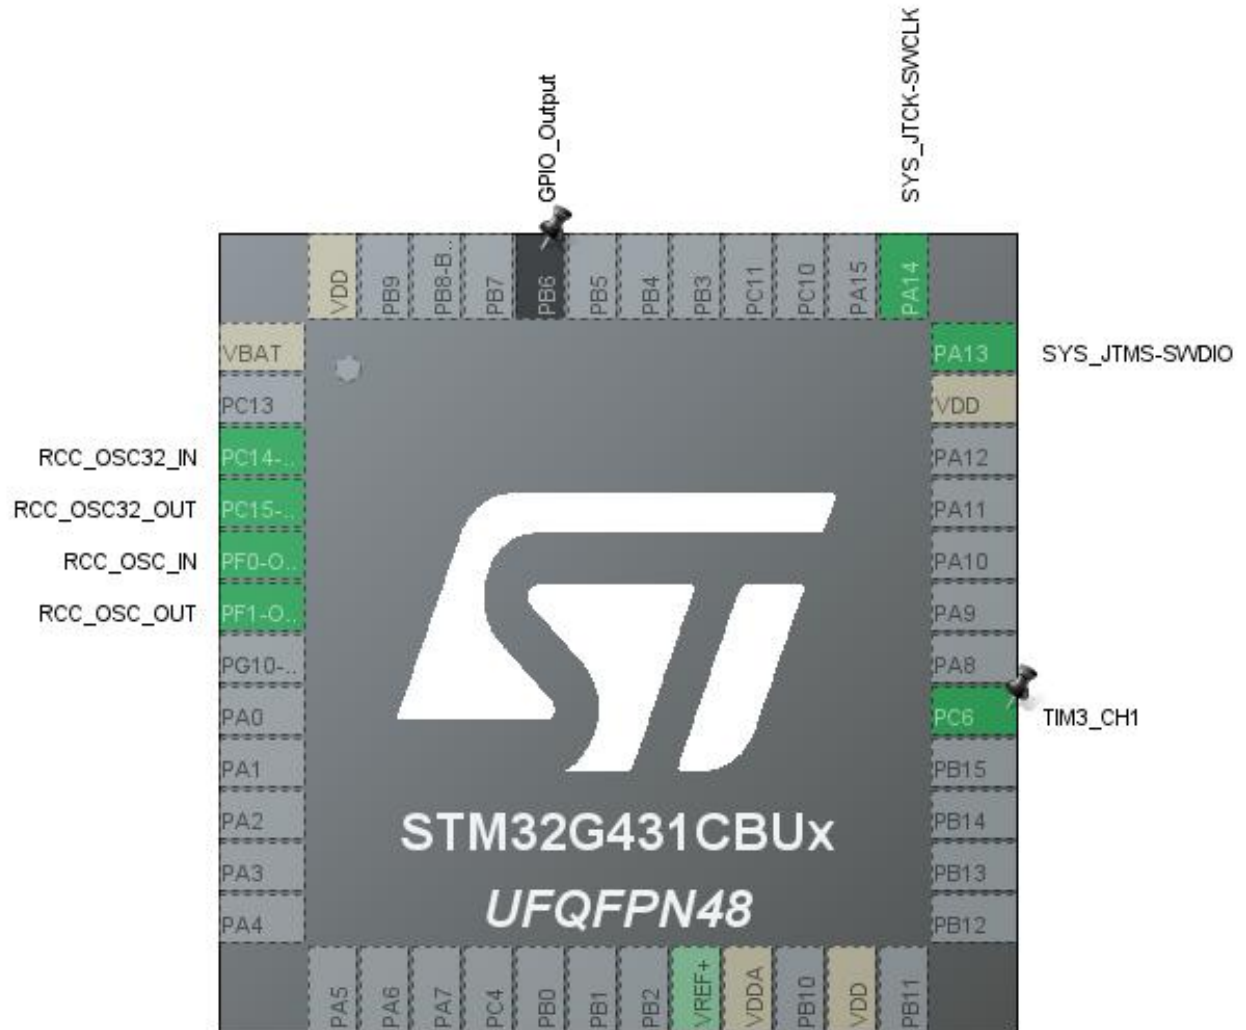 SYS_JTCK-SWCLK
GPIO_Output
VDD
PB9
PB8-B..
PB7
PB6
PB5
PB4
PB3
PC11
PC10
PA15
PA14
VBAT
PC13
RCC_OSC32_IN PC14-..
RCC_OSC32_OUT PC15-..
RCC_OSC_IN PF0-O..
RCC_OSC_OUT PF1-O..
PG10-..
PA0
PA1
PA2
PA3
PA4
PA13 SYS_JTMS-SWDIO
VDD
PA12
PA11
PA10
PA9
PA8
PC6 TIM3_CH1
PB15
PB14
PB13
PB12
ST
STM32G431CBUx
UFQFPN48
PA5
PA6
PA7
PC4
PB0
PB1
PB2
VREF+
VDDA
PB10
VDD
PB11